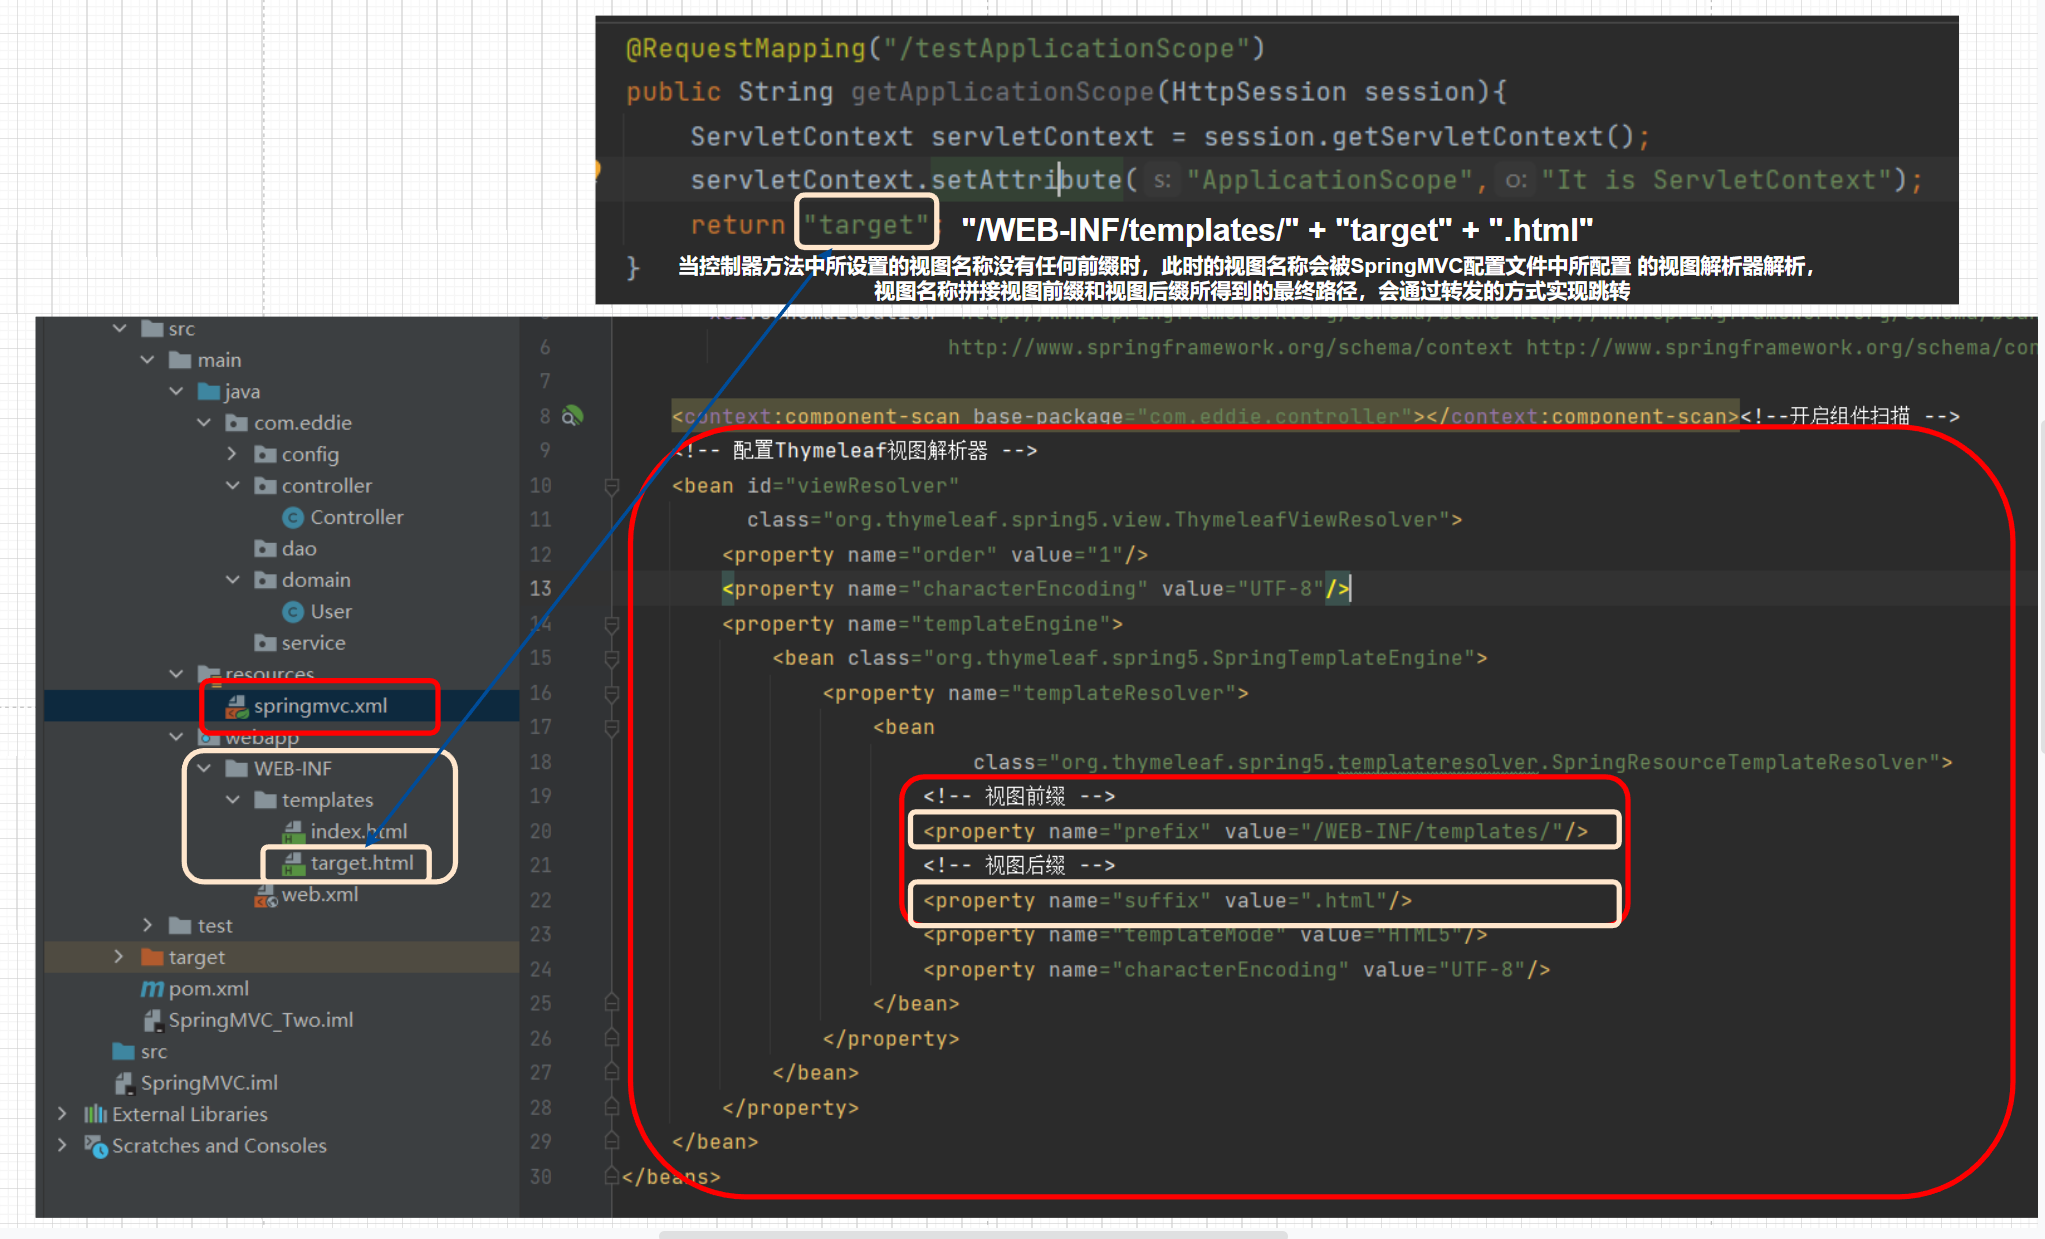 @RequestMapping("/testApplicationScope")
public String getApplicationScope(HttpSession session){
ServletContext servletContext = session.getServletContext();
servletContext.setAttribute( s: "ApplicationScope", o: "It is ServletContext");
return "target";
"/WEB-INF/templates/" + "target" + ".html"
}
当控制器方法中所设置的视图名称没有任何前缀时，此时的视图名称会被SpringMVC配置文件中所配置 的视图解析器解析，
视图名称拼接视图前缀和视图后缀所得到的最终路径，会通过转发的方式实现跳转
src
main
java
com.eddie
config
controller
Controller
dao
domain
User
service
resources
springmvc.xml
webapp
WEB-INF
templates
index.html
target.html
web.xml
test
target
pom.xml
SpringMVC_Two.iml
src
SpringMVC.iml
External Libraries
Scratches and Consoles
6 http://www.springframework.org/schema/context http://www.springframework.org/schema/con
7
8 <context:component-scan base-package="com.eddie.controller"></context:component-scan><!--开启组件扫描 -->
9 <!-- 配置Thymeleaf视图解析器 -->
10 <bean id="viewResolver"
11 class="org.thymeleaf.spring5.view.ThymeleafViewResolver">
12 <property name="order" value="1"/>
13 <property name="characterEncoding" value="UTF-8"/>
14 <property name="templateEngine">
15 <bean class="org.thymeleaf.spring5.SpringTemplateEngine">
16 <property name="templateResolver">
17 <bean
18 class="org.thymeleaf.spring5.templateresolver.SpringResourceTemplateResolver">
19 <!-- 视图前缀 -->
20 <property name="prefix" value="/WEB-INF/templates/"/>
21 <!-- 视图后缀 -->
22 <property name="suffix" value=".html"/>
23 <property name="templateMode" value="HTML5"/>
24 <property name="characterEncoding" value="UTF-8"/>
25 </bean>
26 </property>
27 </bean>
28 </property>
29 </bean>
30 </beans>